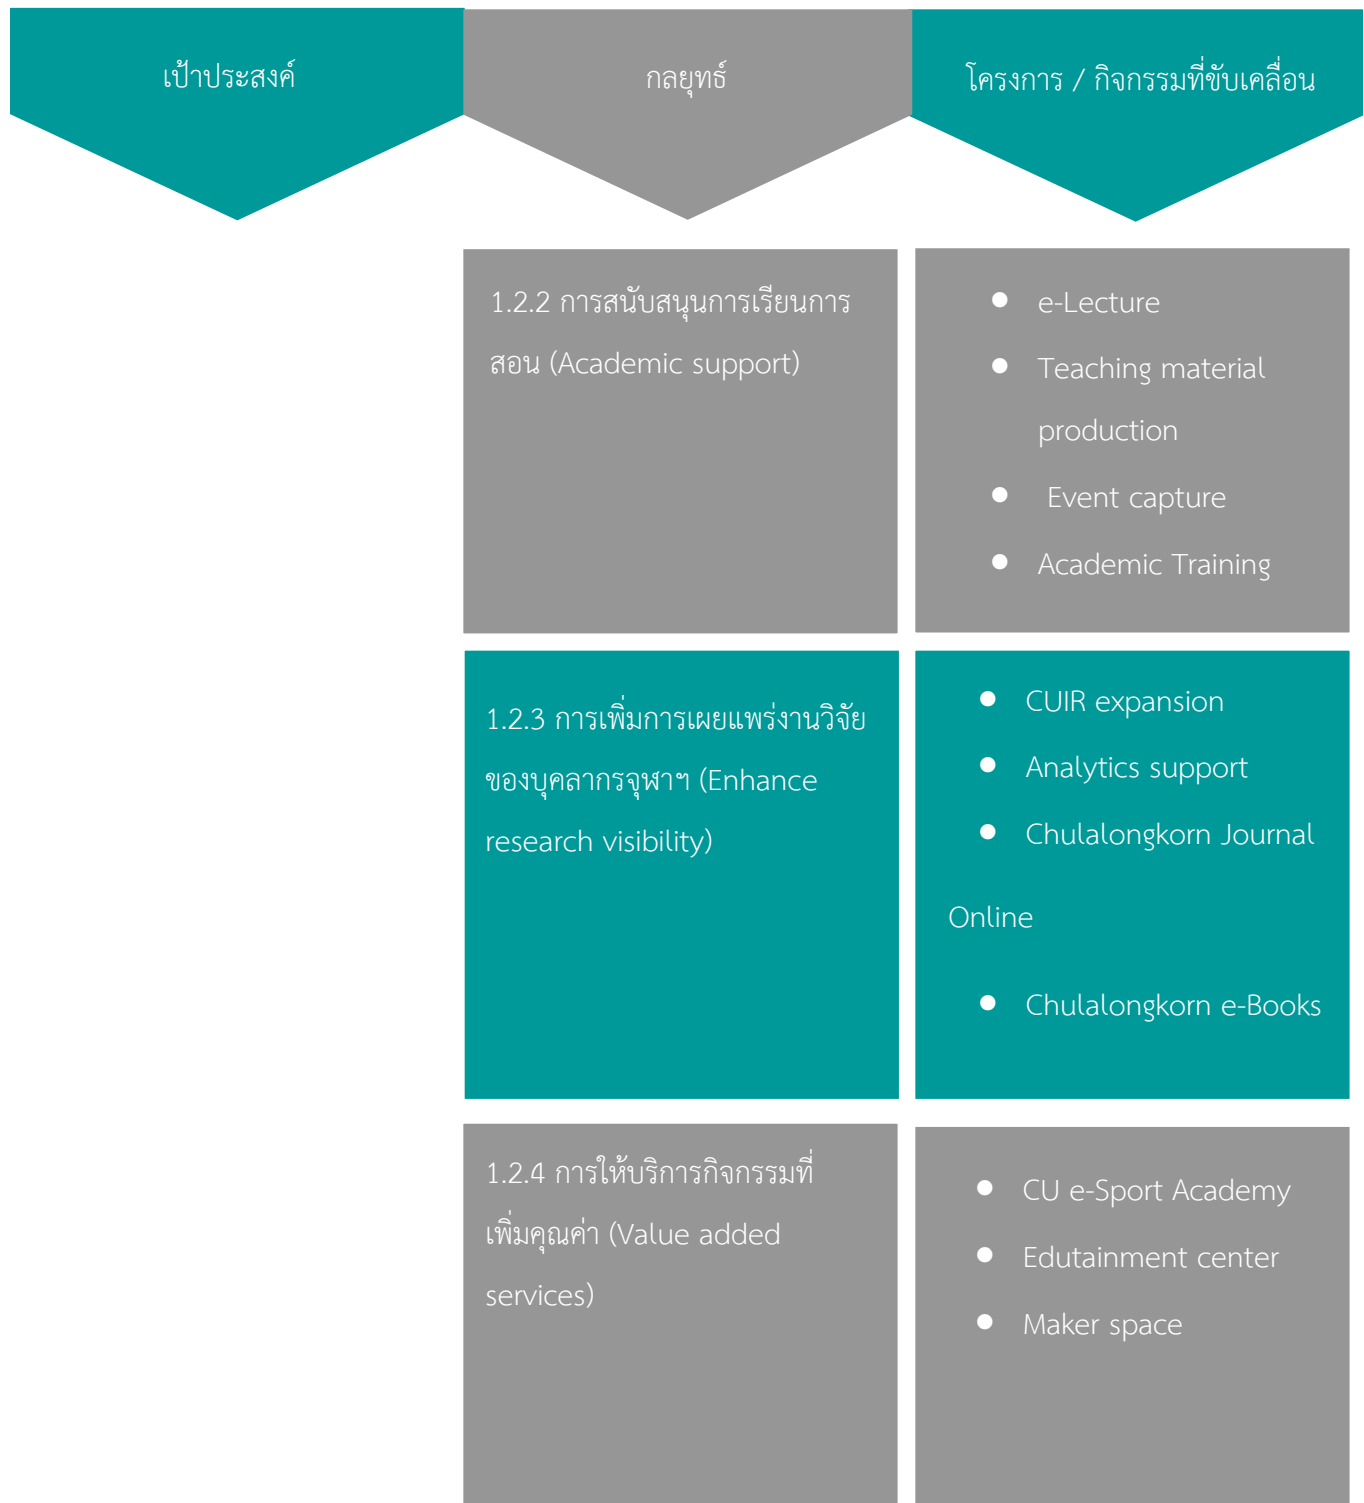 เป้าประสงค์
กลยุทธ์
โครงการ / กิจกรรมที่ขับเคลื่อน
1.2.2 การสนับสนุนการเรียนการ
สอน (Academic support)
● e-Lecture
● Teaching material
production
● Event capture
● Academic Training
1.2.3 การเพิ่มการเผยแพร่งานวิจัย
ของบุคลากรจุฬาฯ (Enhance
research visibility)
● CUIR expansion
● Analytics support
● Chulalongkorn Journal
Online
● Chulalongkorn e-Books
1.2.4 การให้บริการกิจกรรมที่
เพิ่มคุณค่า (Value added
services)
● CU e-Sport Academy
● Edutainment center
● Maker space